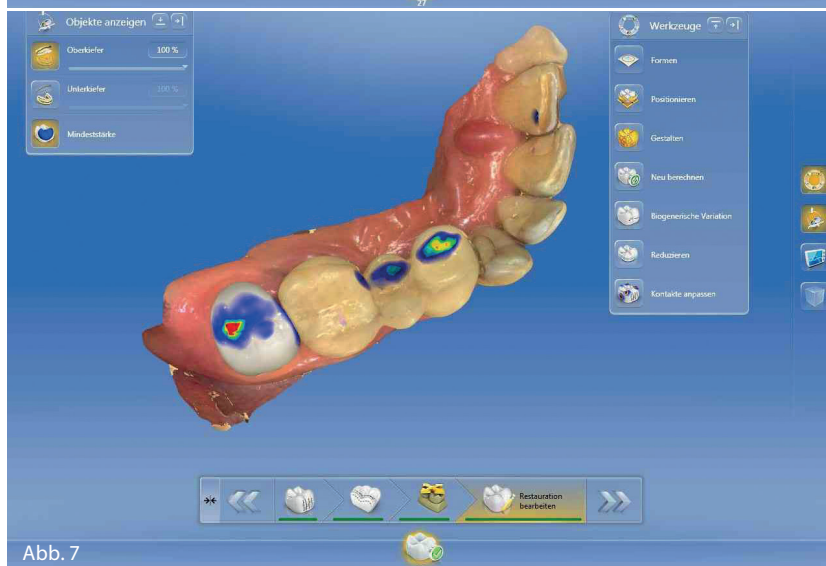 27
Objekte anzeigen
Oberkiefer
100 %
Unterkiefer
100 %
Mindeststärke
Werkzeuge
Formen
Positionieren
Gestalten
Neu berechnen
Biogenerische Variation
Reduzieren
Kontakte anpassen
Restauration
bearbeiten
Abb. 7